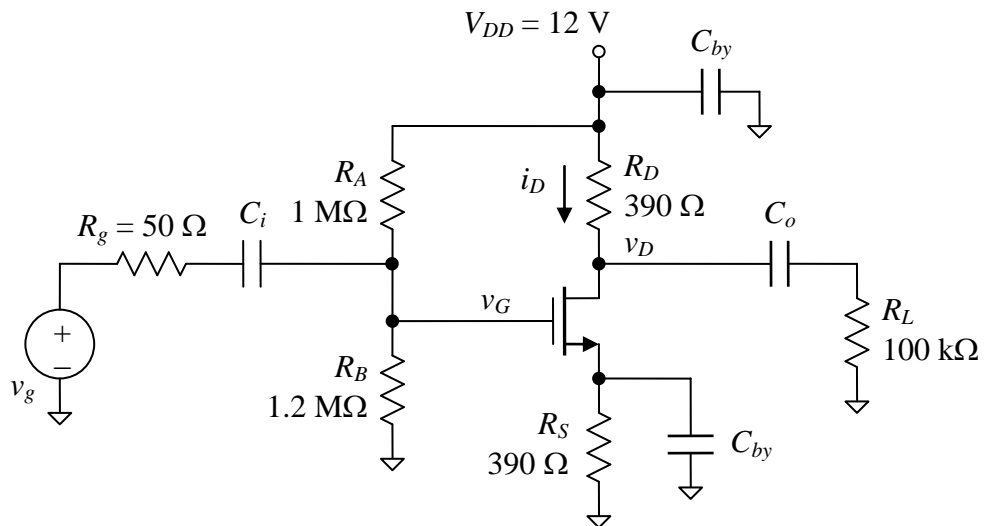 V_DD = 12 V
C_by
R_A
1 MΩ
i_D
R_D
390 Ω
R_g = 50 Ω
C_i
v_D
C_o
v_G
R_L
100 kΩ
+
−
v_g
R_B
1.2 MΩ
R_S
390 Ω
C_by